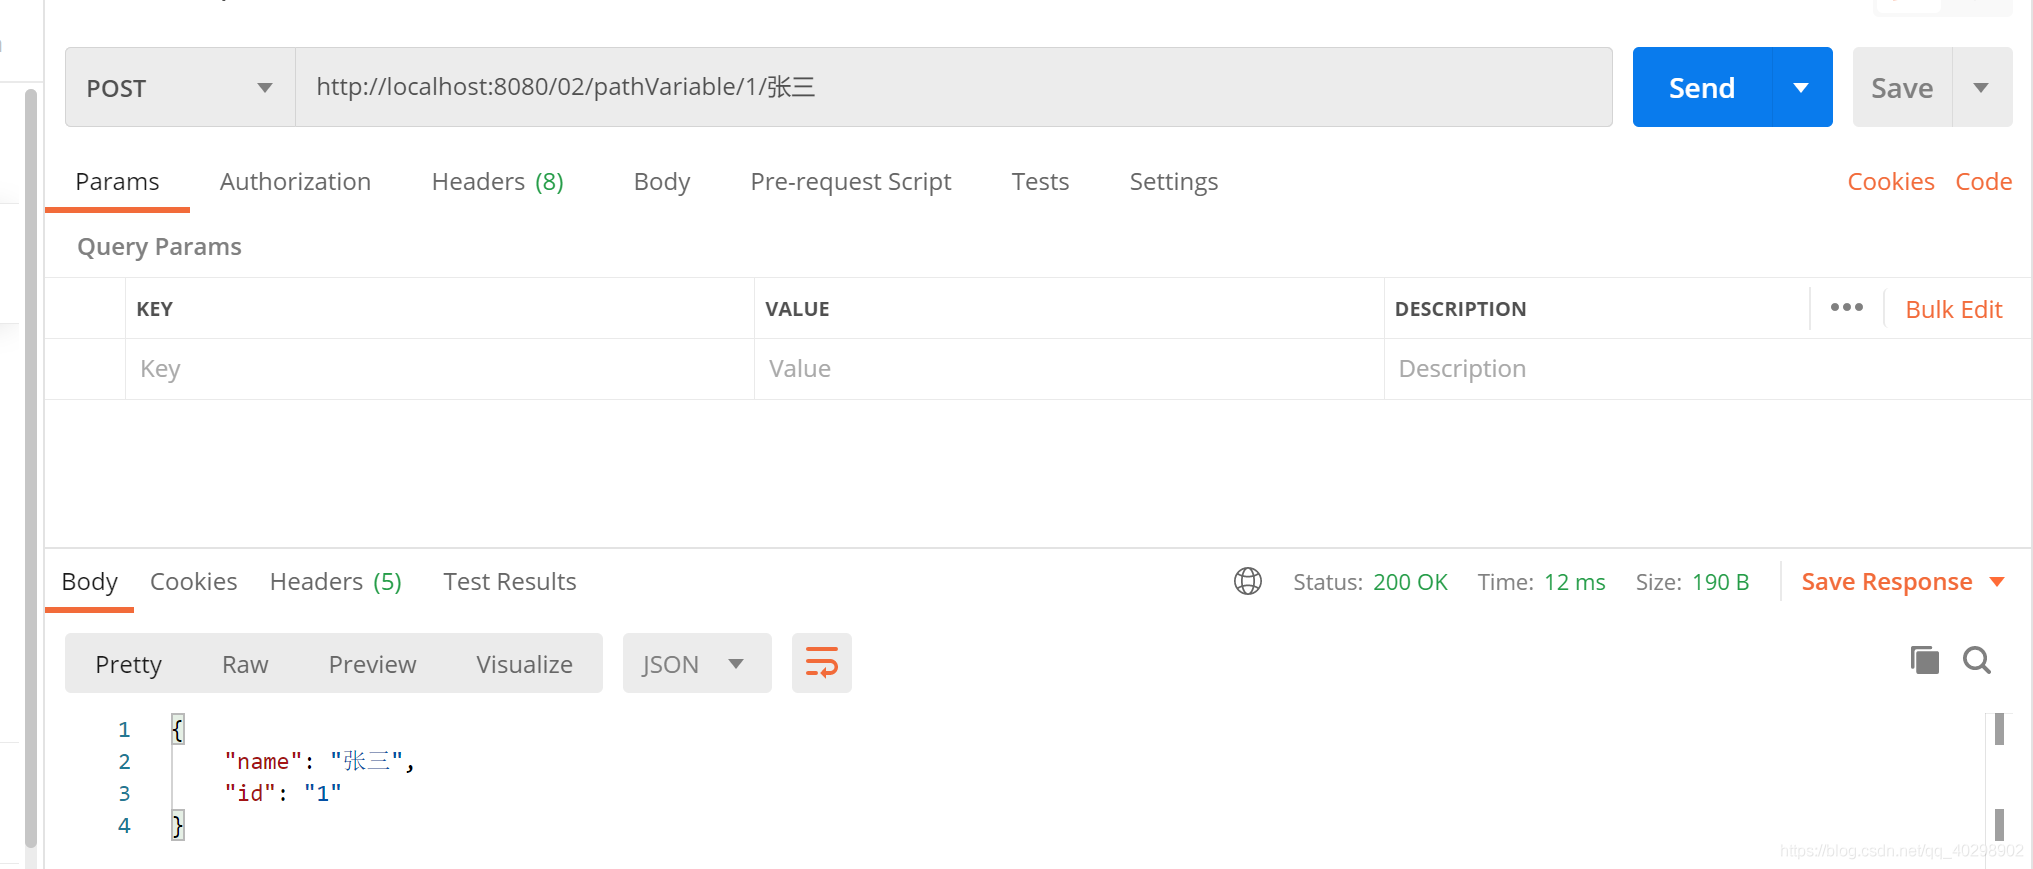 POST http://localhost:8080/02/pathVariable/1/张三 Send Save
Params Authorization Headers (8) Body Pre-request Script Tests Settings Cookies Code
Query Params
KEY VALUE DESCRIPTION ••• Bulk Edit
Key Value Description
Body Cookies Headers (5) Test Results Status: 200 OK Time: 12 ms Size: 190 B Save Response
Pretty Raw Preview Visualize JSON
1 {
2 "name": "张三",
3 "id": "1"
4 }
https://blog.csdn.net/qq_40298902